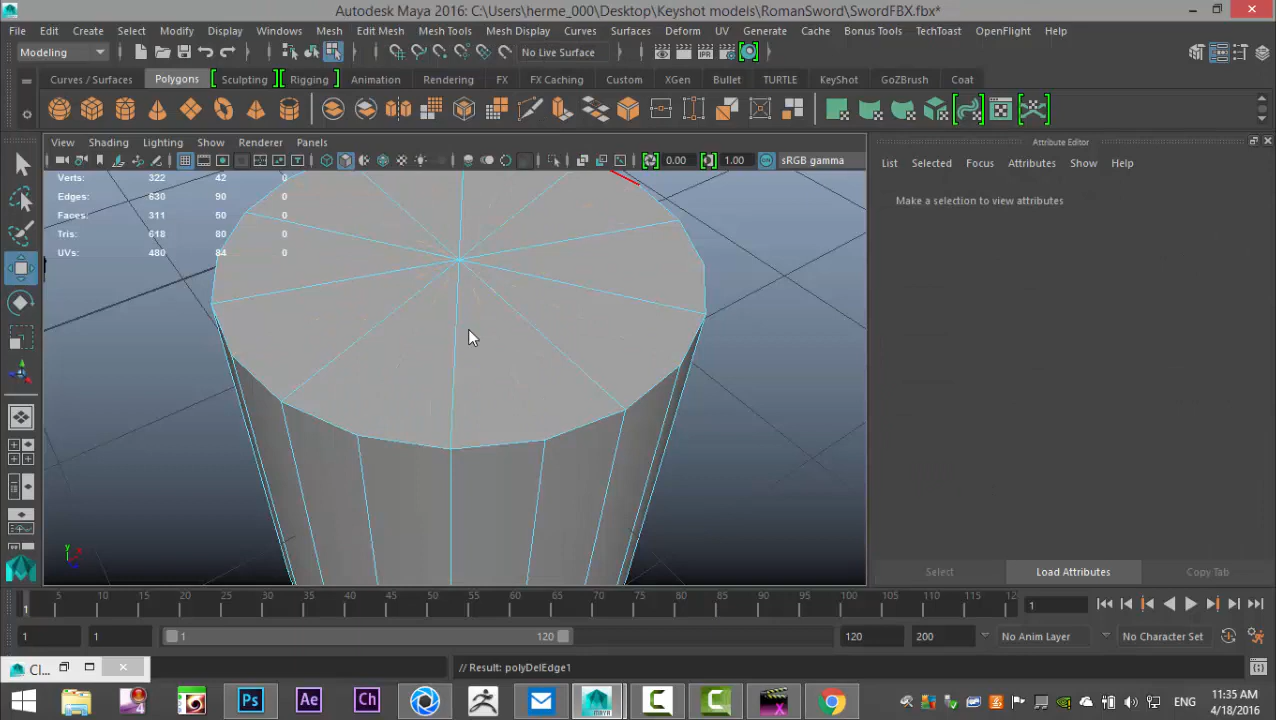 Autodesk Maya 2016: C:\Users\herme_000\Desktop\Keyshot models\RomanSword\SwordFBX.fbx*
File Edit Create Select Modify Display Windows Mesh Edit Mesh Mesh Tools Mesh Display Curves Surfaces Deform UV Generate Cache Bonus Tools TechToast OpenFlight Help
Modeling No Live Surface
Curves / Surfaces Polygons Sculpting Rigging Animation Rendering FX FX Caching Custom XGen Bullet TURTLE KeyShot GoZBrush Coat
View Shading Lighting Show Renderer Panels Attribute Editor
0.00 1.00 sRGB gamma List Selected Focus Attributes Show Help
Verts: 322 42 0
Edges: 630 90 0
Faces: 311 50 0
Tris: 618 80 0
UVs: 480 84 0
Make a selection to view attributes
Select Load Attributes Copy Tab
5 10 15 20 25 30 35 40 45 50 55 60 65 70 75 80 85 90 95 100 105 110 115 12
1 1
1 1 1 120 120 200 No Anim Layer No Character Set
Cl... // Result: polyDelEdge1
Ps Ae Ch
11:35 AM
4/18/2016